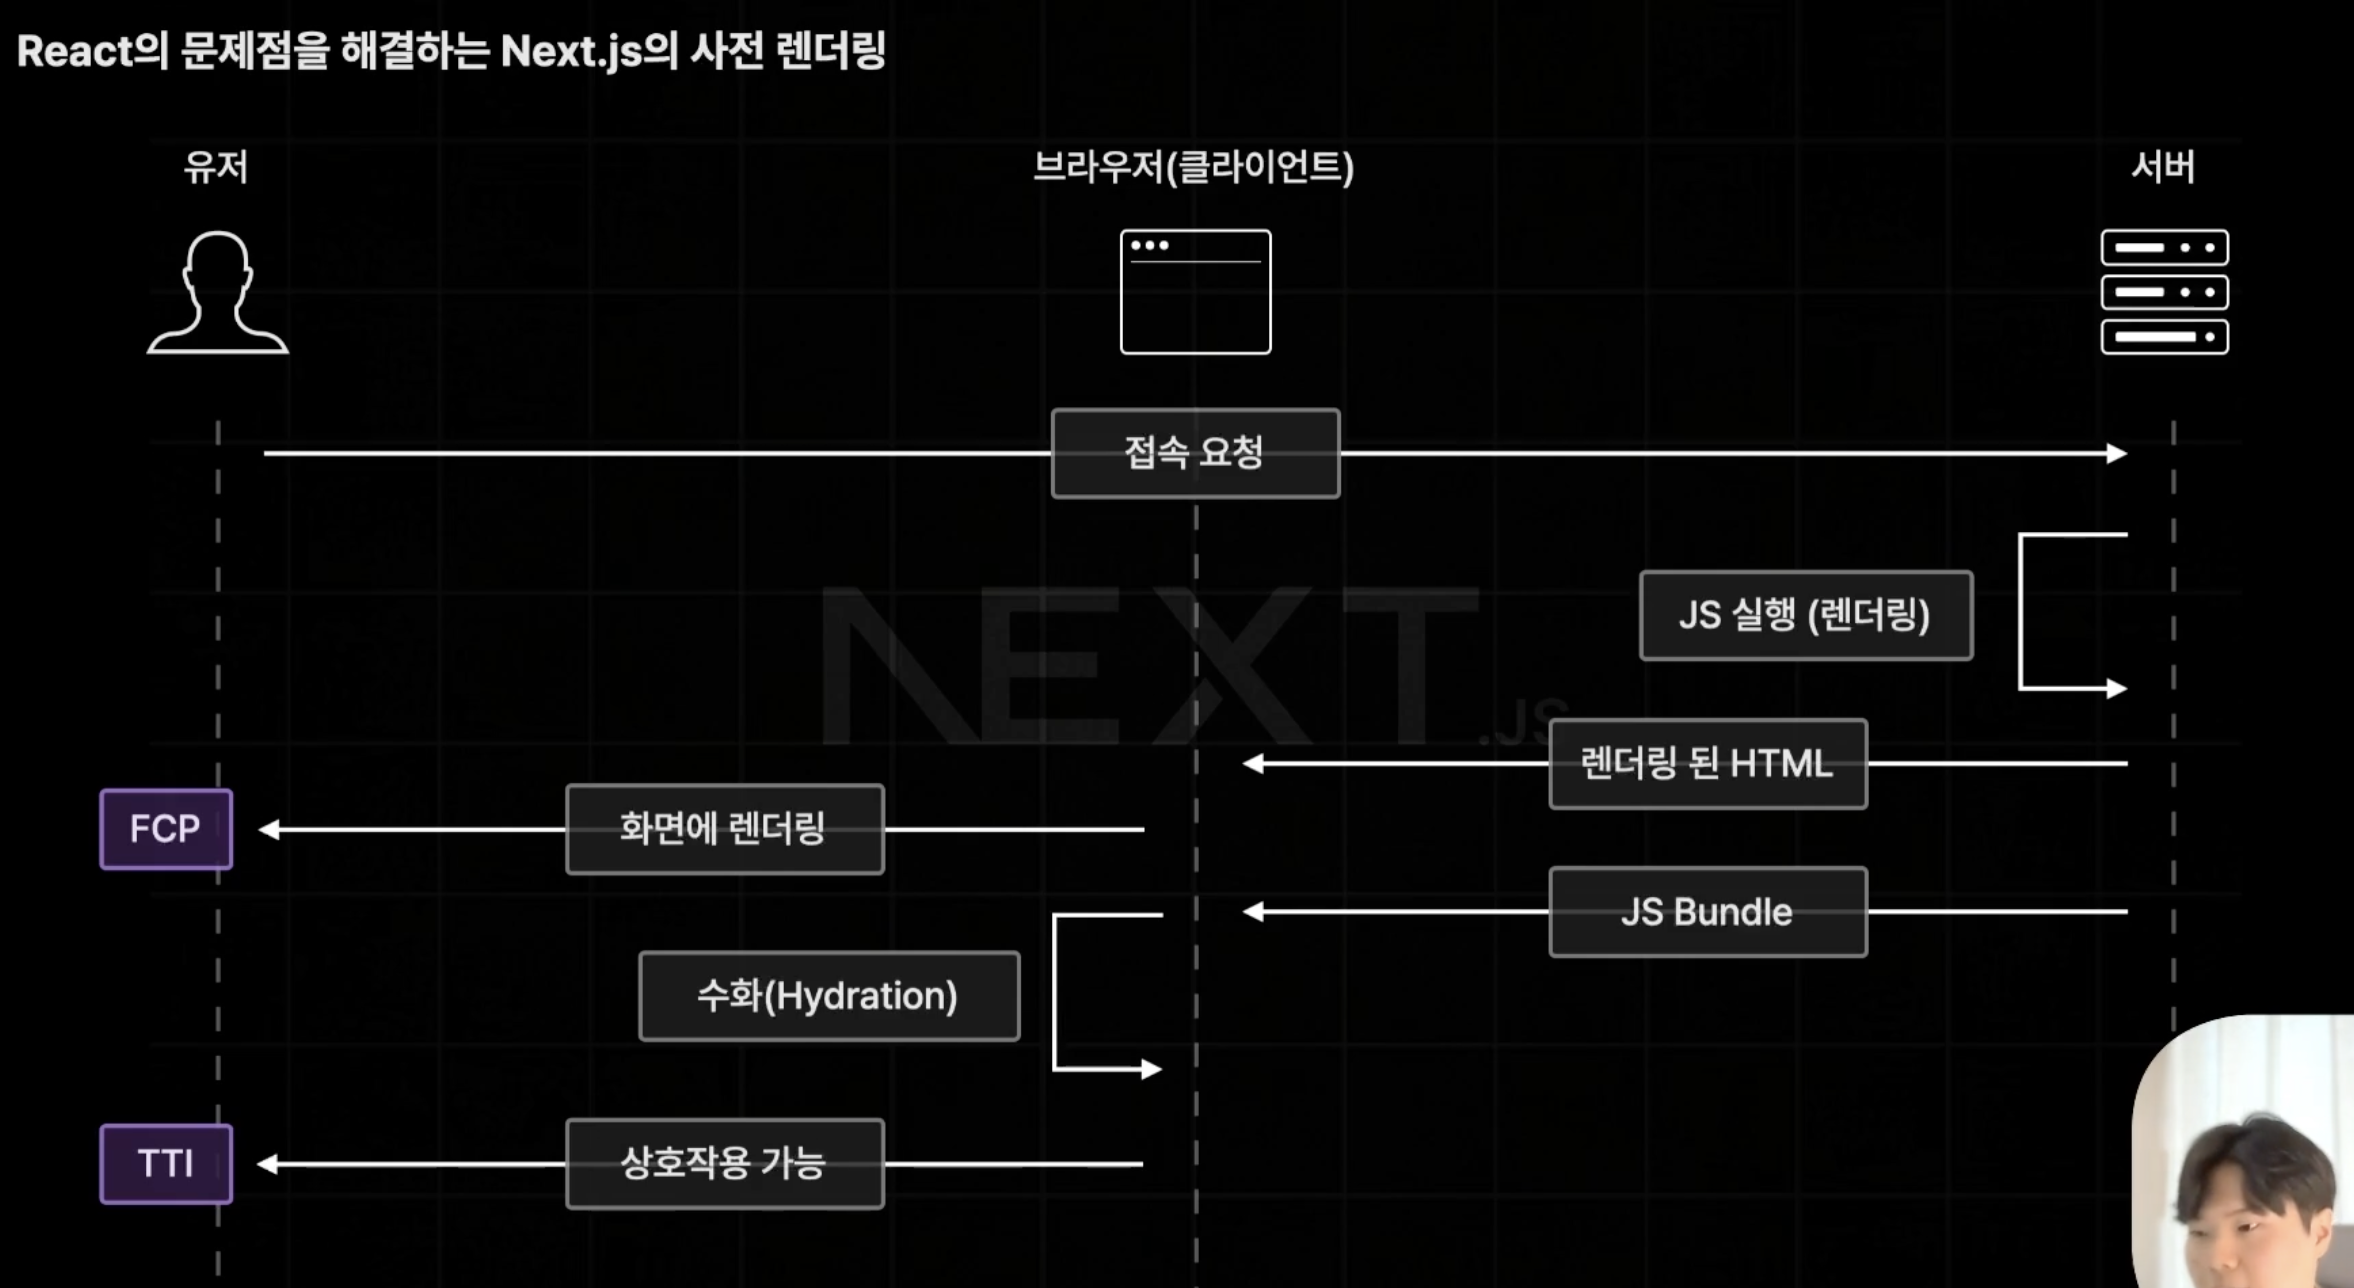 React의 문제점을 해결하는 Next.js의 사전 렌더링
유저
브라우저(클라이언트)
서버
접속 요청
JS 실행 (렌더링)
NEXT.JS
렌더링 된 HTML
FCP
화면에 렌더링
JS Bundle
수화(Hydration)
TTI
상호작용 가능